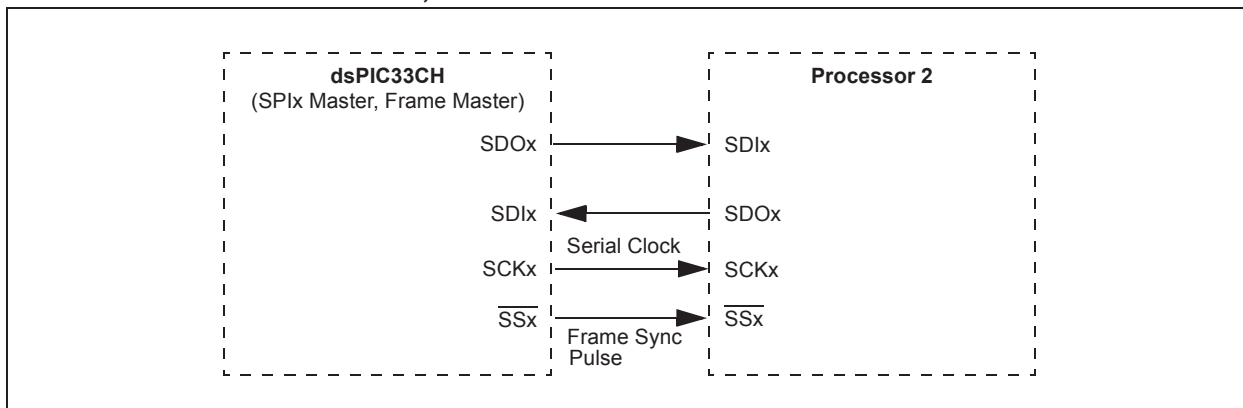 dsPIC33CH
(SPIx Master, Frame Master)
Processor 2
SDOx
SDIx
SDIx
SDOx
Serial Clock
SCKx
SCKx
SSx
SSx
Frame Sync
Pulse